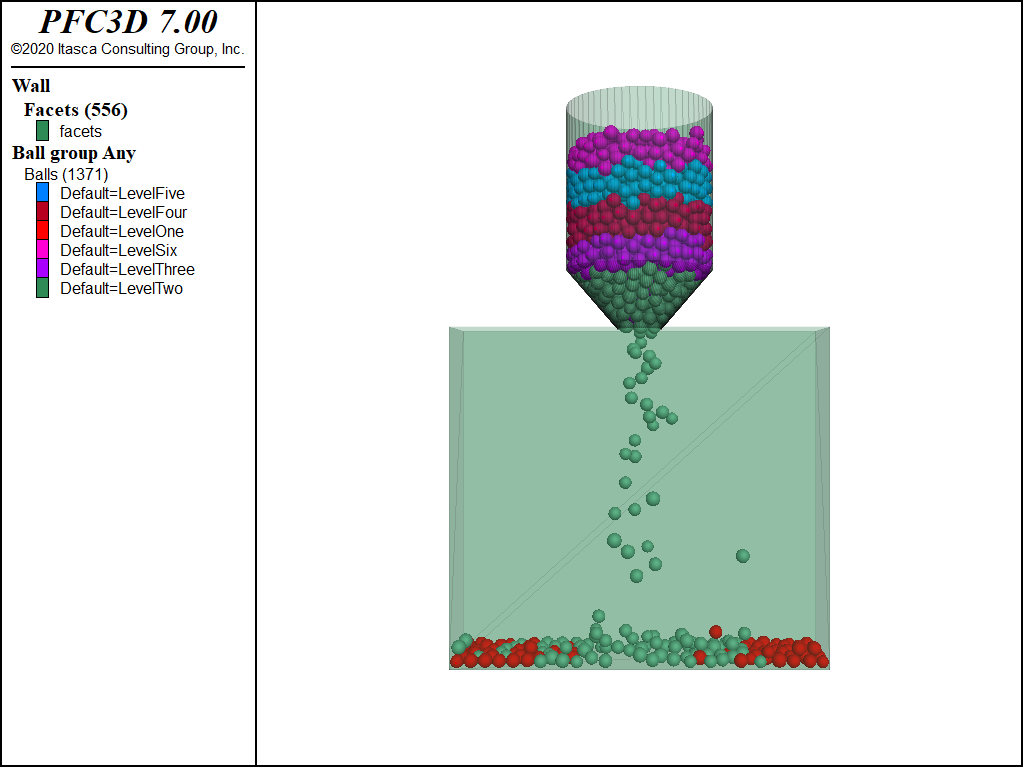 PFC3D 7.00
©2020 Itasca Consulting Group, Inc.
Wall
Facets (556)
facets
Ball group Any
Balls (1371)
Default=LevelFive
Default=LevelFour
Default=LevelOne
Default=LevelSix
Default=LevelThree
Default=LevelTwo